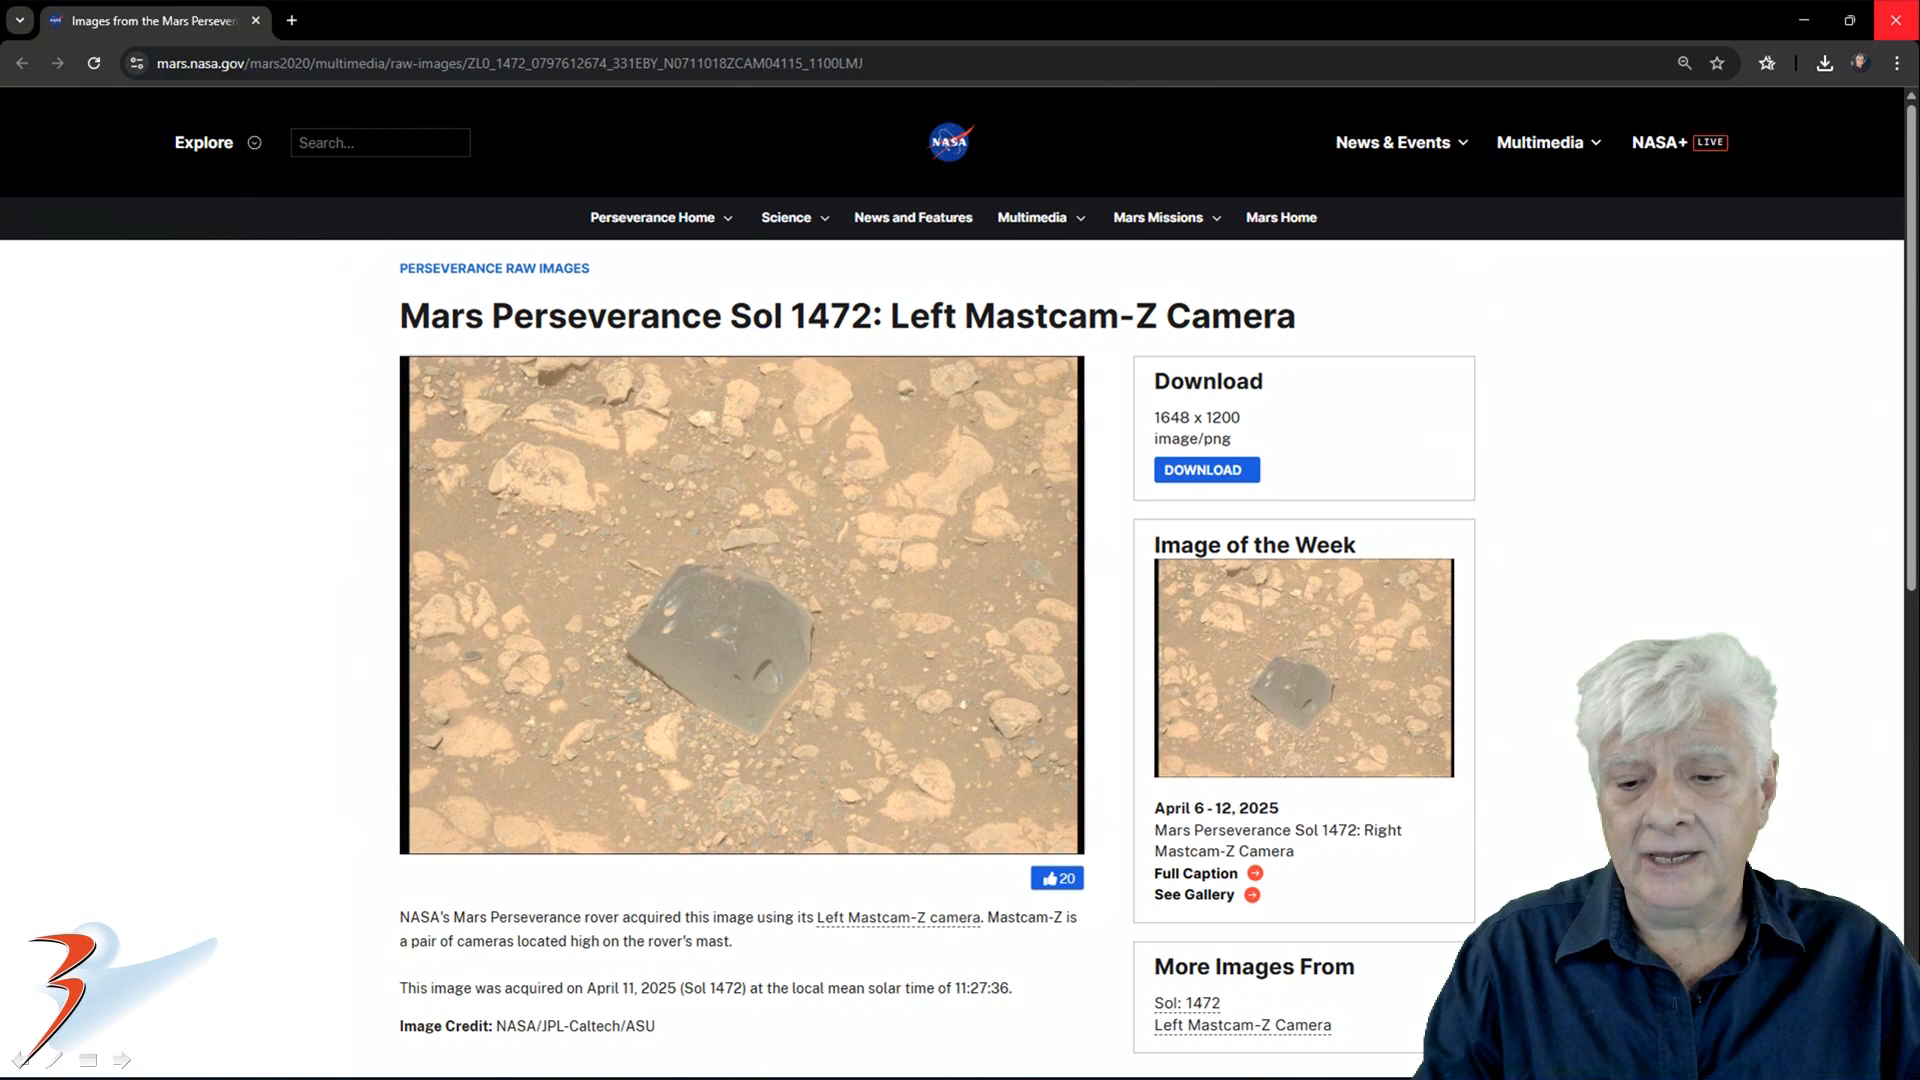 Images from the Mars Persever
mars.nasa.gov/mars2020/multimedia/raw-images/ZL0_1472_0797612674_331EBY_N0711018ZCAM04115_1100LMJ
Explore
Search...
NASA
News & Events
Multimedia
NASA+ LIVE
Perseverance Home
Science
News and Features
Multimedia
Mars Missions
Mars Home
PERSEVERANCE RAW IMAGES
Mars Perseverance Sol 1472: Left Mastcam-Z Camera
20
NASA's Mars Perseverance rover acquired this image using its Left Mastcam-Z camera. Mastcam-Z is
a pair of cameras located high on the rover's mast.
This image was acquired on April 11, 2025 (Sol 1472) at the local mean solar time of 11:27:36.
Image Credit: NASA/JPL-Caltech/ASU
Download
1648 x 1200
image/png
DOWNLOAD
Image of the Week
April 6 - 12, 2025
Mars Perseverance Sol 1472: Right
Mastcam-Z Camera
Full Caption
See Gallery
More Images From
Sol: 1472
Left Mastcam-Z Camera